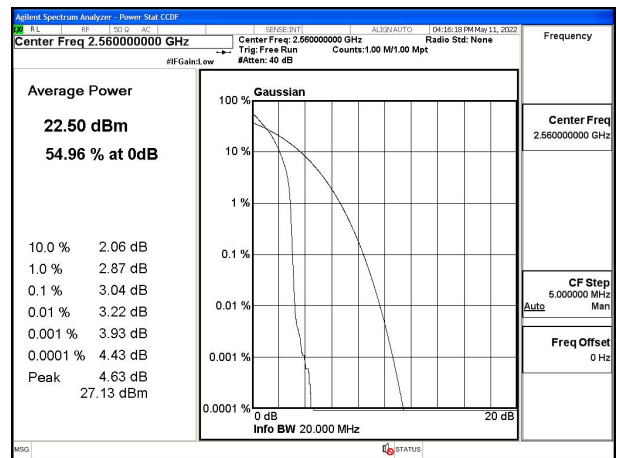 Agilent Spectrum Analyzer - Power Stat CCDF
RL RF 50 Ω AC SENSE:INT ALIGN AUTO 04:16:18 PM May 11, 2022
Center Freq 2.560000000 GHz
Center Freq: 2.560000000 GHz Radio Std: None
Trig: Free Run Counts:1.00 M/1.00 Mpt
#IFGain:Low #Atten: 40 dB
Frequency
Average Power
22.50 dBm
54.96 % at 0dB
10.0 % 2.06 dB
1.0 % 2.87 dB
0.1 % 3.04 dB
0.01 % 3.22 dB
0.001 % 3.93 dB
0.0001 % 4.43 dB
Peak 4.63 dB
27.13 dBm
Gaussian
100 %
10 %
1 %
0.1 %
0.01 %
0.001 %
0.0001 %
0 dB 20 dB
Info BW 20.000 MHz
Center Freq
2.560000000 GHz
CF Step
5.000000 MHz
Auto Man
Freq Offset
0 Hz
MSG STATUS